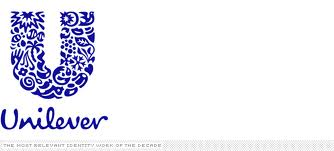 U
Unilever
THE MOST RELEVANT IDENTITY WORK OF THE DECADE